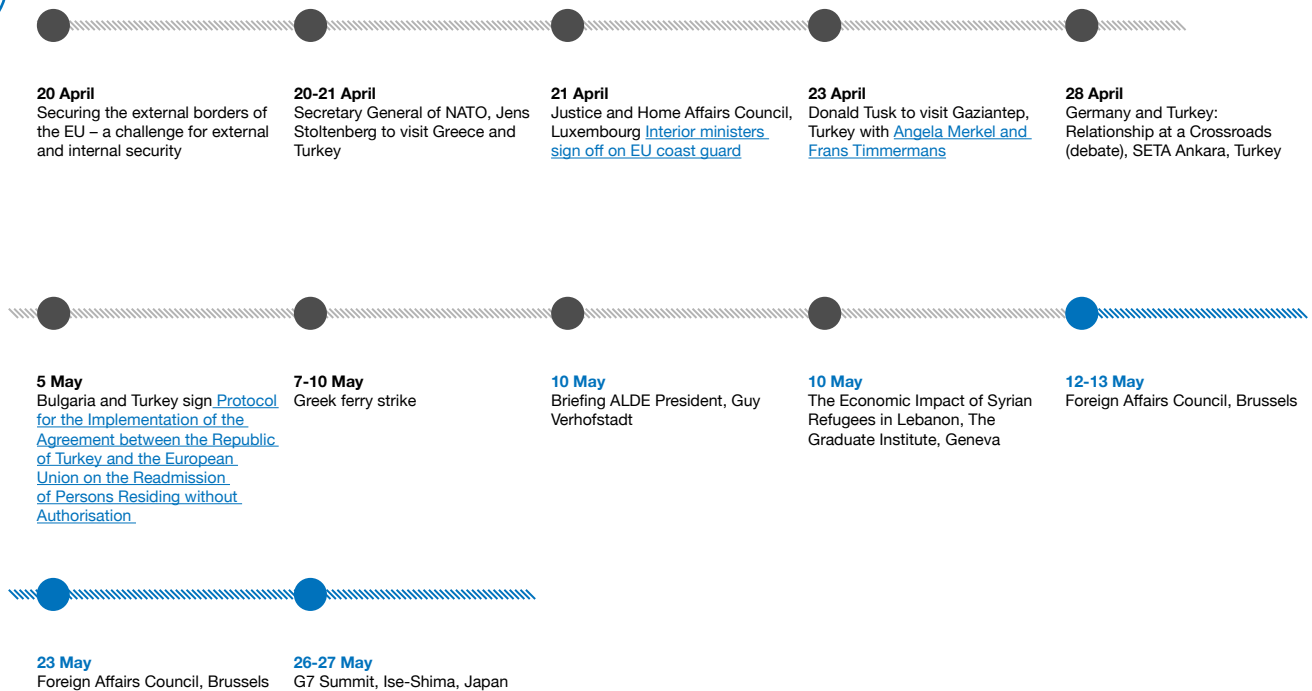 20 April
Securing the external borders of
the EU – a challenge for external
and internal security
20-21 April
Secretary General of NATO, Jens
Stoltenberg to visit Greece and
Turkey
21 April
Justice and Home Affairs Council,
Luxembourg Interior ministers
sign off on EU coast guard
23 April
Donald Tusk to visit Gaziantep,
Turkey with Angela Merkel and
Frans Timmermans
28 April
Germany and Turkey:
Relationship at a Crossroads
(debate), SETA Ankara, Turkey
5 May
Bulgaria and Turkey sign Protocol
for the Implementation of the
Agreement between the Republic
of Turkey and the European
Union on the Readmission
of Persons Residing without
Authorisation
7-10 May
Greek ferry strike
10 May
Briefing ALDE President, Guy
Verhofstadt
10 May
The Economic Impact of Syrian
Refugees in Lebanon, The
Graduate Institute, Geneva
12-13 May
Foreign Affairs Council, Brussels
23 May
Foreign Affairs Council, Brussels
26-27 May
G7 Summit, Ise-Shima, Japan